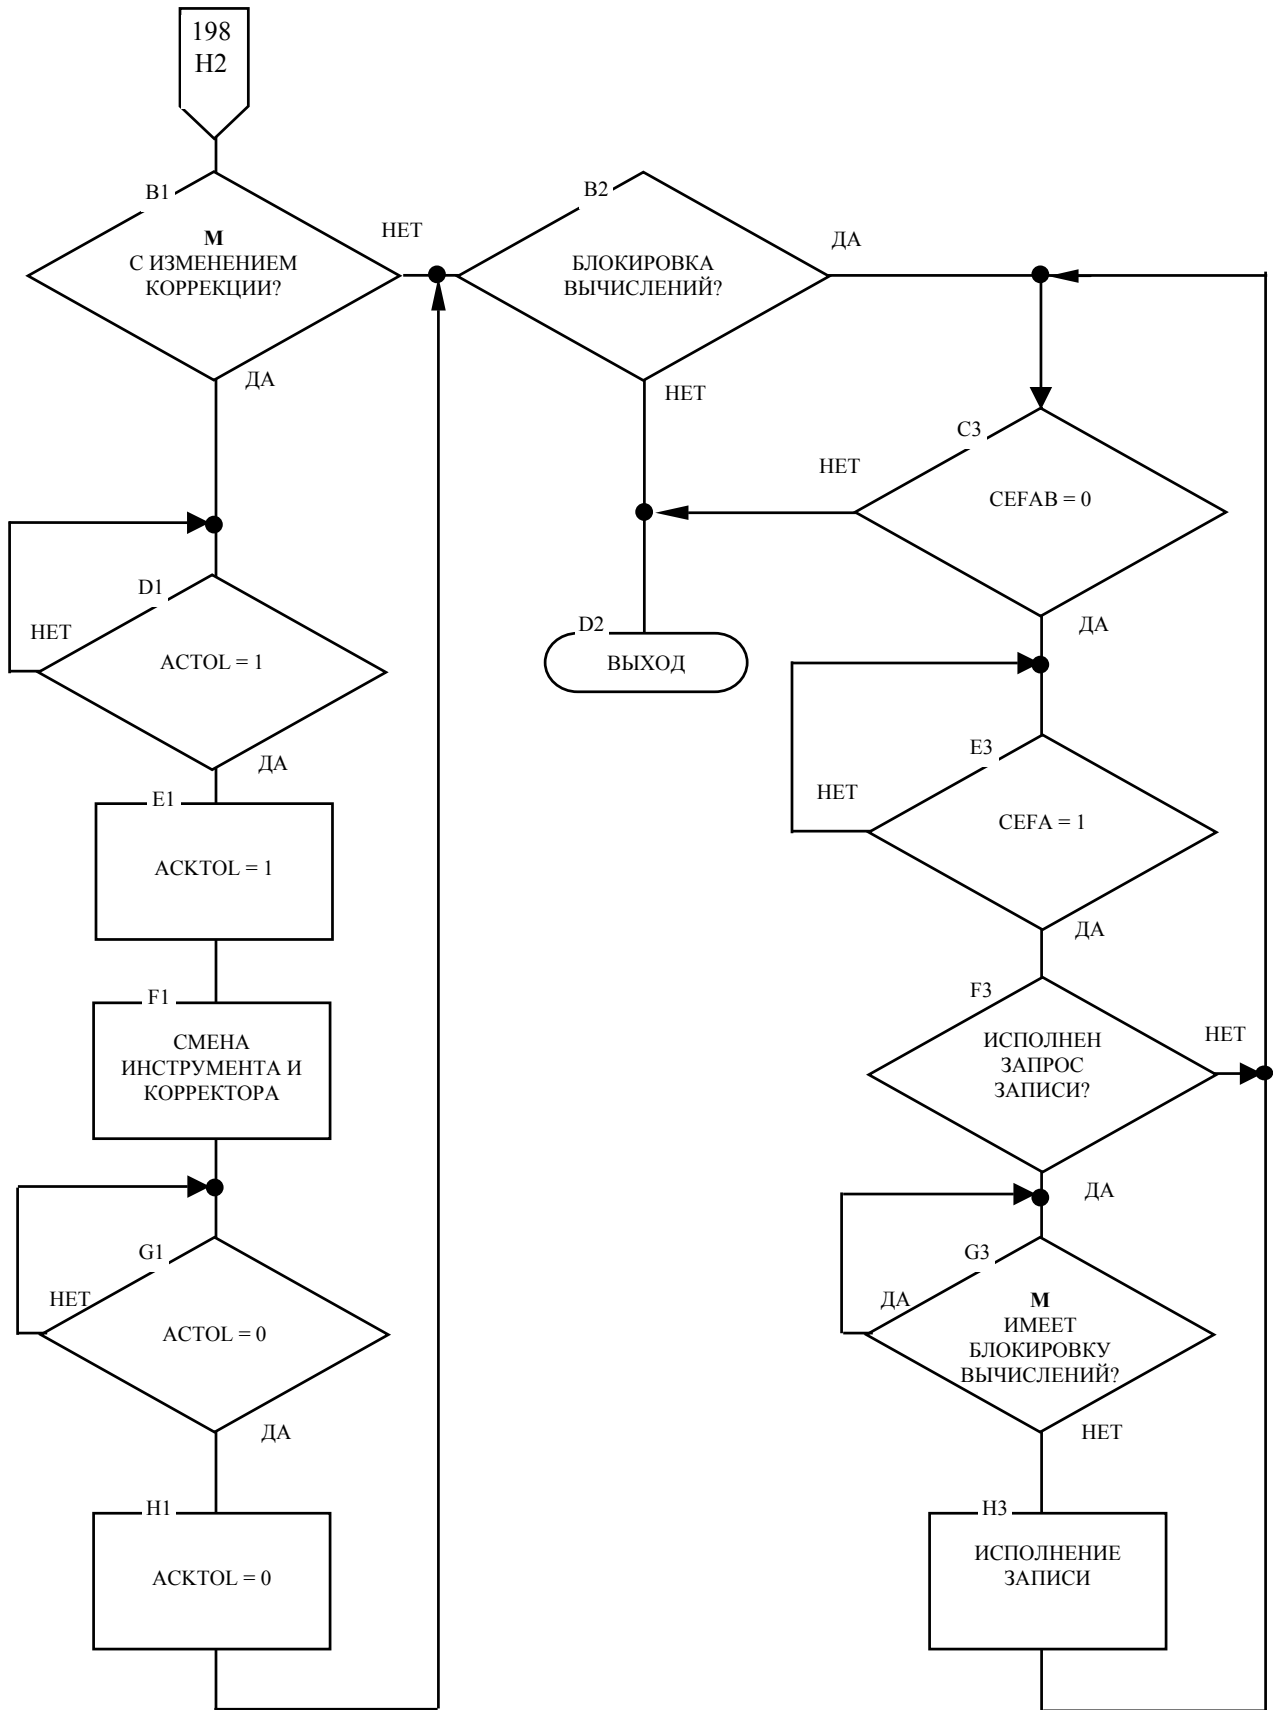 198
H2
B1
М
С ИЗМЕНЕНИЕМ
КОРРЕКЦИИ?
НЕТ
ДА
D1
НЕТ
ACTOL = 1
ДА
E1
ACKTOL = 1
F1
СМЕНА
ИНСТРУМЕНТА И
КОРРЕКТОРА
G1
НЕТ
ACTOL = 0
ДА
H1
ACKTOL = 0
B2
БЛОКИРОВКА
ВЫЧИСЛЕНИЙ?
ДА
НЕТ
D2
ВЫХОД
C3
НЕТ
CEFAB = 0
ДА
E3
НЕТ
CEFA = 1
ДА
F3
ИСПОЛНЕН
ЗАПРОС
ЗАПИСИ?
НЕТ
ДА
G3
ДА
М
ИМЕЕТ
БЛОКИРОВКУ
ВЫЧИСЛЕНИЙ?
НЕТ
H3
ИСПОЛНЕНИЕ
ЗАПИСИ